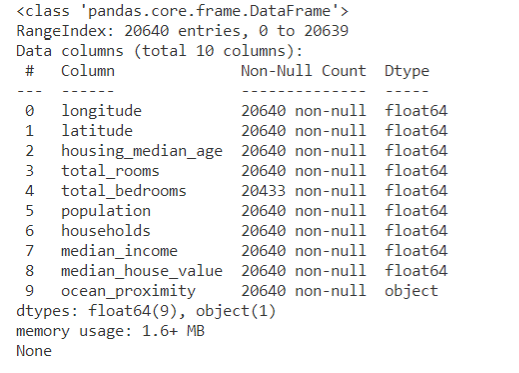 <class 'pandas.core.frame.DataFrame'>
RangeIndex: 20640 entries, 0 to 20639
Data columns (total 10 columns):
 #   Column              Non-Null Count  Dtype
---  ------              --------------  -----
 0   longitude           20640 non-null  float64
 1   latitude            20640 non-null  float64
 2   housing_median_age  20640 non-null  float64
 3   total_rooms         20640 non-null  float64
 4   total_bedrooms      20433 non-null  float64
 5   population          20640 non-null  float64
 6   households          20640 non-null  float64
 7   median_income       20640 non-null  float64
 8   median_house_value  20640 non-null  float64
 9   ocean_proximity     20640 non-null  object
dtypes: float64(9), object(1)
memory usage: 1.6+ MB
None